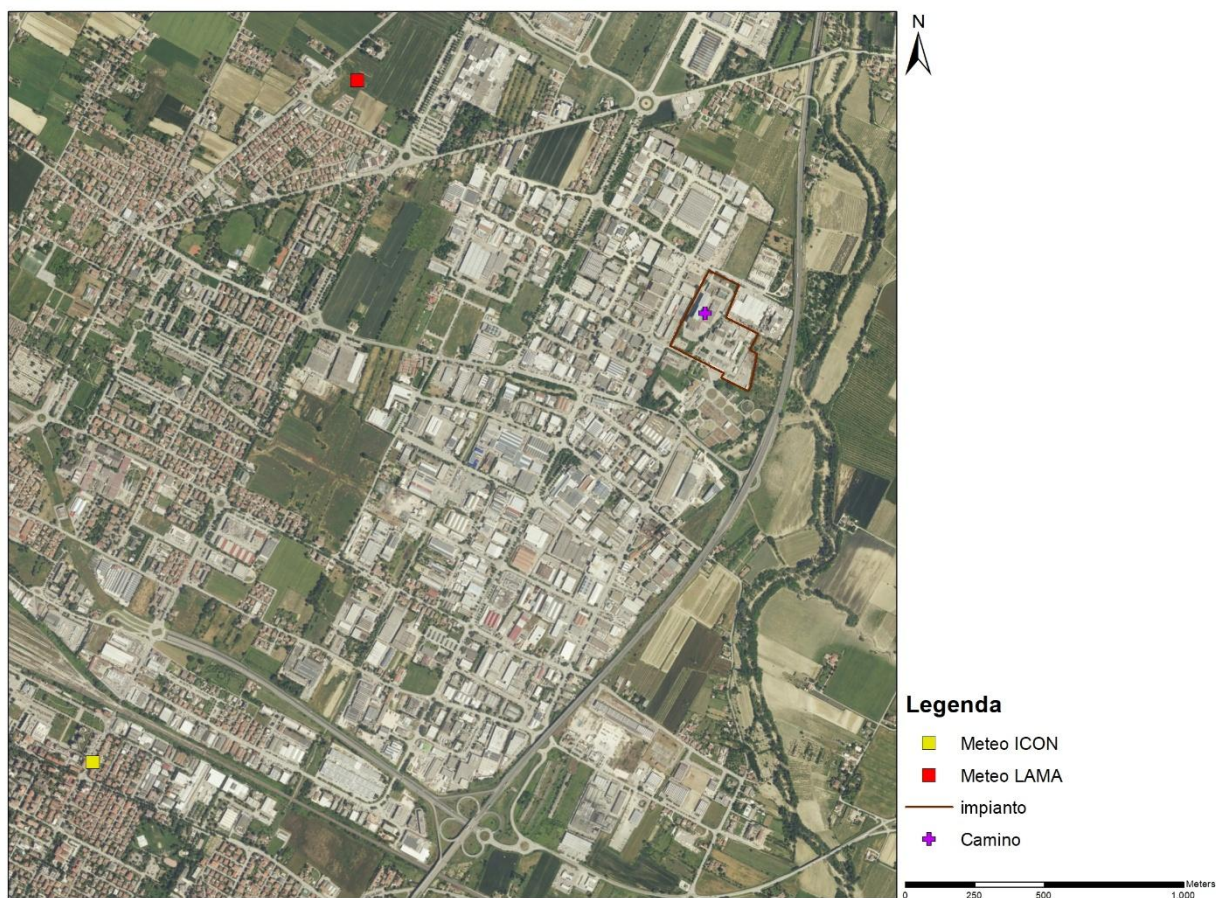 N
Legenda
Meteo ICON
Meteo LAMA
impianto
Camino
Meters
0 250 500 1.000